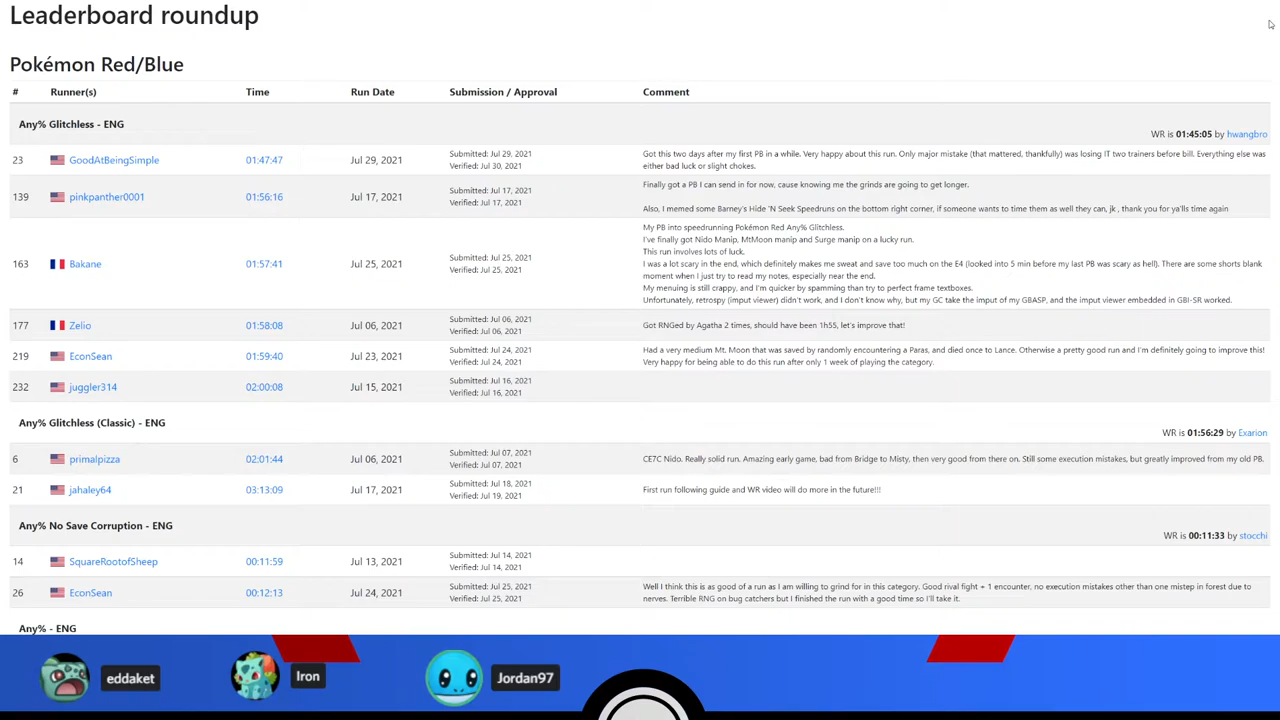 Leaderboard roundup
Pokémon Red/Blue
# Runner(s) Time Run Date Submission / Approval Comment
Any% Glitchless - ENG
WR is 01:45:05 by hwangbro
23 GoodAtBeingSimple 01:47:47 Jul 29, 2021 Submitted: Jul 29, 2021 Got this two days after my first PB in a while. Very happy about this run. Only major mistake (that mattered, thankfully) was losing IT two trainers before bill. Everything else was
Verified: Jul 30, 2021 either bad luck or slight chokes.
139 pinkpanther0001 01:56:16 Jul 17, 2021 Submitted: Jul 17, 2021 Finally got a PB I can send in for now, cause knowing me the grinds are going to get longer.
Verified: Jul 17, 2021
Also, I memed some Barney's Hide 'N Seek Speedruns on the bottom right corner, if someone wants to time them as well they can, jk , thank you for ya'lls time again
My PB into speedrunning Pokémon Red Any% Glitchless.
I've finally got Nido Manip, MtMoon manip and Surge manip on a lucky run.
This run involves lots of luck.
163 Bakane 01:57:41 Jul 25, 2021 Submitted: Jul 25, 2021 I was a lot scary in the end, which definitely makes me sweat and save too much on the E4 (looked into 5 min before my last PB was scary as hell). There are some shorts blank
Verified: Jul 25, 2021 moment when I just try to read my notes, especially near the end.
My menuing is still crappy, and I'm quicker by spamming than try to perfect frame textboxes.
Unfortunately, retrospy (imput viewer) didn't work, and I don't know why, but my GC take the imput of my GBASP, and the imput viewer embedded in GBI-SR worked.
177 Zelio 01:58:08 Jul 06, 2021 Submitted: Jul 06, 2021 Got RNGed by Agatha 2 times, should have been 1h55, let's improve that!
Verified: Jul 06, 2021
219 EconSean 01:59:40 Jul 23, 2021 Submitted: Jul 24, 2021 Had a very medium Mt. Moon that was saved by randomly encountering a Paras, and died once to Lance. Otherwise a pretty good run and I'm definitely going to improve this!
Verified: Jul 24, 2021 Very happy for being able to do this run after only 1 week of playing the category.
232 juggler314 02:00:08 Jul 15, 2021 Submitted: Jul 16, 2021
Verified: Jul 16, 2021
Any% Glitchless (Classic) - ENG
WR is 01:56:29 by Exarion
6 primalpizza 02:01:44 Jul 06, 2021 Submitted: Jul 07, 2021 CE7C Nido. Really solid run. Amazing early game, bad from Bridge to Misty, then very good from there on. Still some execution mistakes, but greatly improved from my old PB.
Verified: Jul 07, 2021
21 jahaley64 03:13:09 Jul 17, 2021 Submitted: Jul 18, 2021 First run following guide and WR video will do more in the future!!!
Verified: Jul 19, 2021
Any% No Save Corruption - ENG
WR is 00:11:33 by stocchi
14 SquareRootofSheep 00:11:59 Jul 13, 2021 Submitted: Jul 14, 2021
Verified: Jul 14, 2021
26 EconSean 00:12:13 Jul 24, 2021 Submitted: Jul 25, 2021 Well I think this is as good of a run as I am willing to grind for in this category. Good rival fight + 1 encounter, no execution mistakes other than one mistep in forest due to
Verified: Jul 25, 2021 nerves. Terrible RNG on bug catchers but I finished the run with a good time so I'll take it.
Any% - ENG
eddaket Iron Jordan97